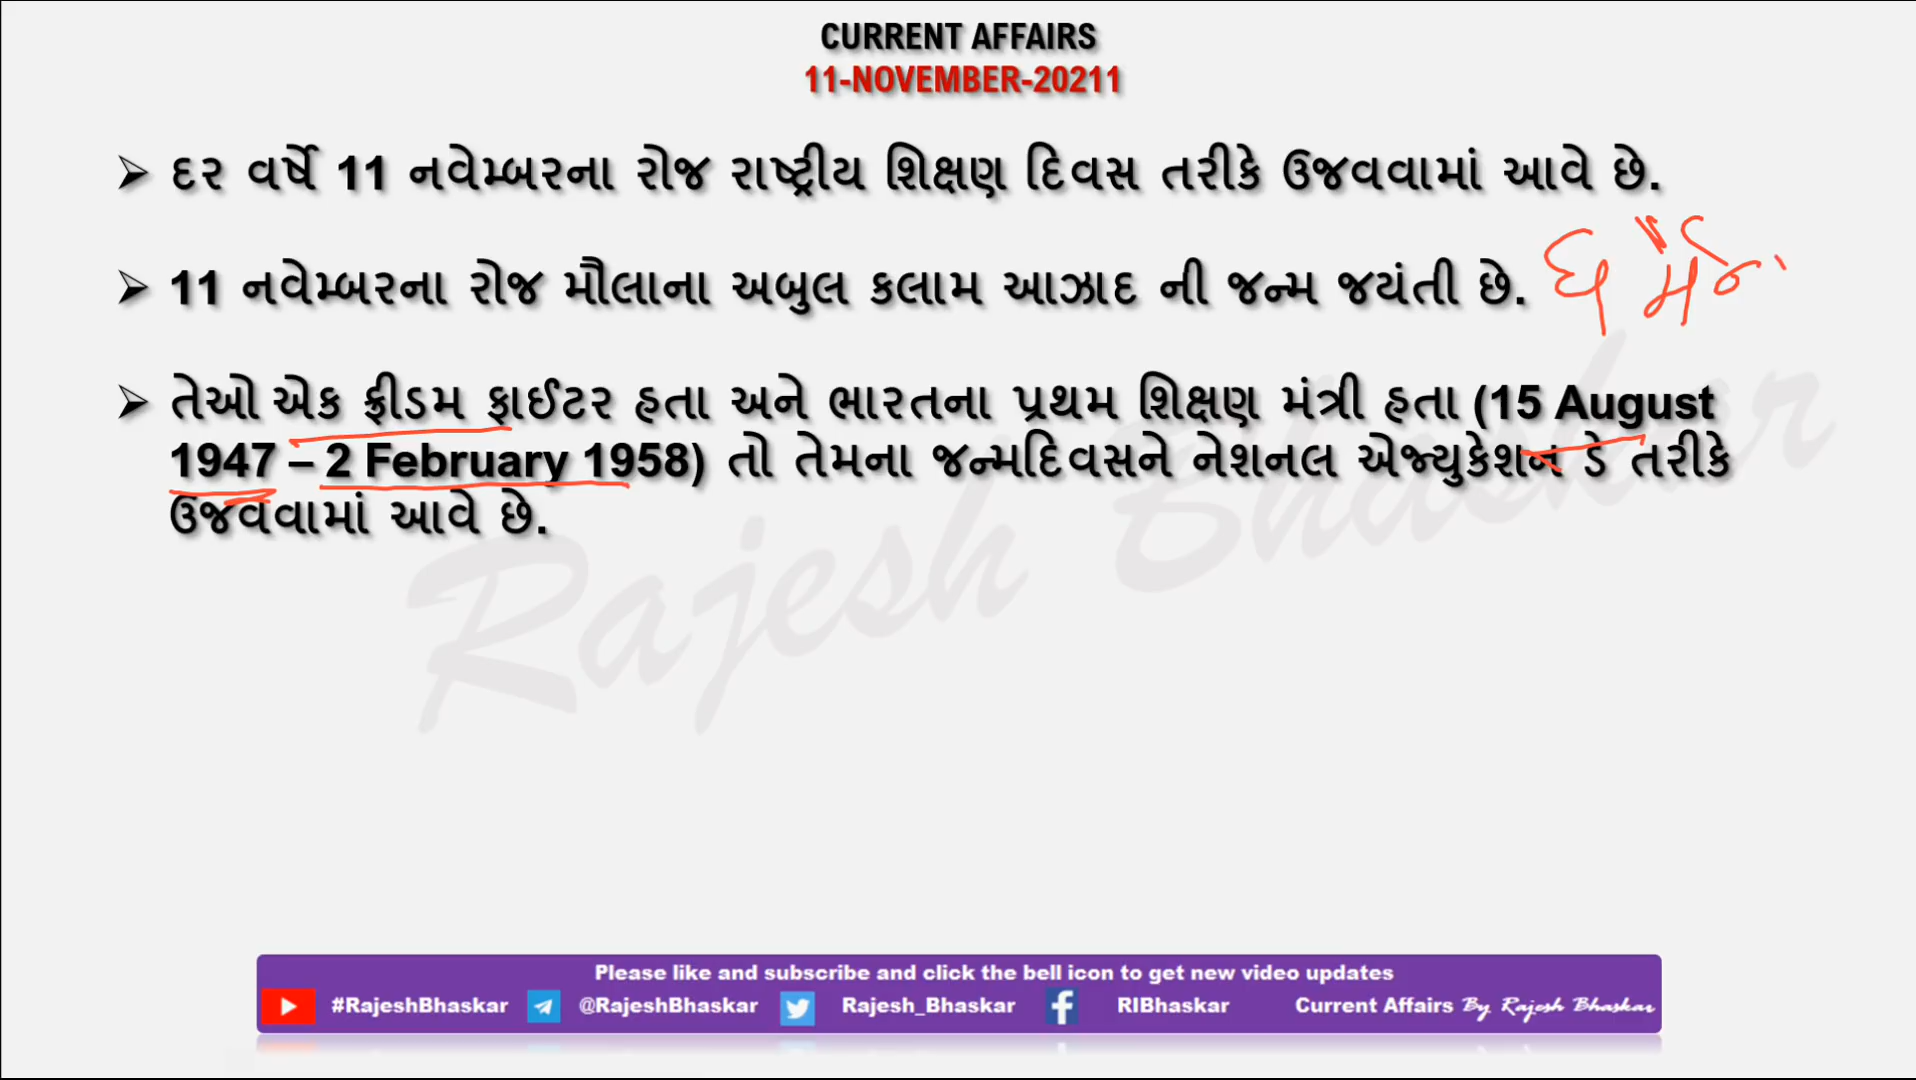 CURRENT AFFAIRS
11-NOVEMBER-20211
➢ દર વર્ષે 11 નવેમ્બરના રોજ રાષ્ટ્રીય શિક્ષણ દિવસ તરીકે ઉજવવામાં આવે છે.
➢ 11 નવેમ્બરના રોજ મૌલાના અબુલ કલામ આઝાદ ની જન્મ જયંતી છે.
➢ તેઓ એક ફ્રીડમ ફાઈટર હતા અને ભારતના પ્રથમ શિક્ષણ મંત્રી હતા (15 August
1947 – 2 February 1958) તો તેમના જન્મદિવસને નેશનલ એજ્યુકેશન ડે તરીકે
ઉજવવામાં આવે છે.
Rajesh Bhaskar
Please like and subscribe and click the bell icon to get new video updates
#RajeshBhaskar @RajeshBhaskar Rajesh_Bhaskar RIBhaskar Current Affairs By Rajesh Bhaskar